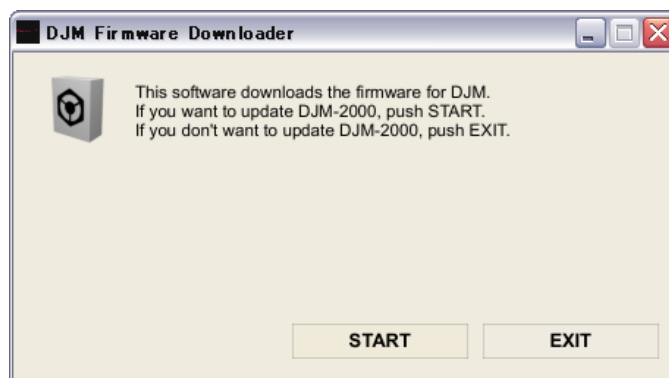 DJM Firmware Downloader
This software downloads the firmware for DJM.
If you want to update DJM-2000, push START.
If you don't want to update DJM-2000, push EXIT.
START
EXIT